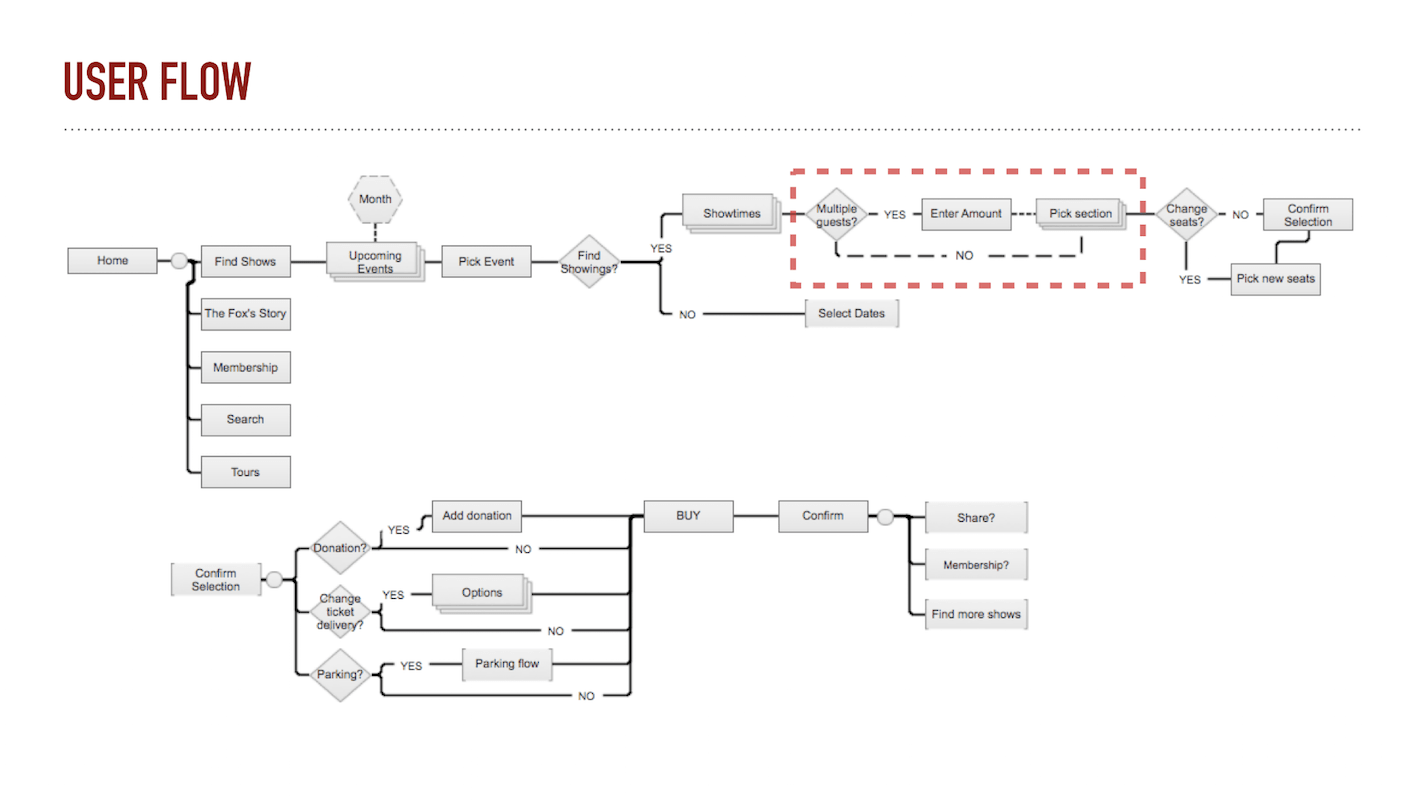 USER FLOW
Month
Home
Find Shows
Upcoming
Events
Pick Event
Find
Showings?
YES
Showtimes
Multiple
guests?
YES
Enter Amount
Pick section
NO
Change
seats?
NO
Confirm
Selection
YES
Pick new seats
NO
Select Dates
The Fox's Story
Membership
Search
Tours
Confirm
Selection
Donation?
YES
Add donation
NO
Change
ticket
delivery?
YES
Options
NO
Parking?
YES
Parking flow
NO
BUY
Confirm
Share?
Membership?
Find more shows